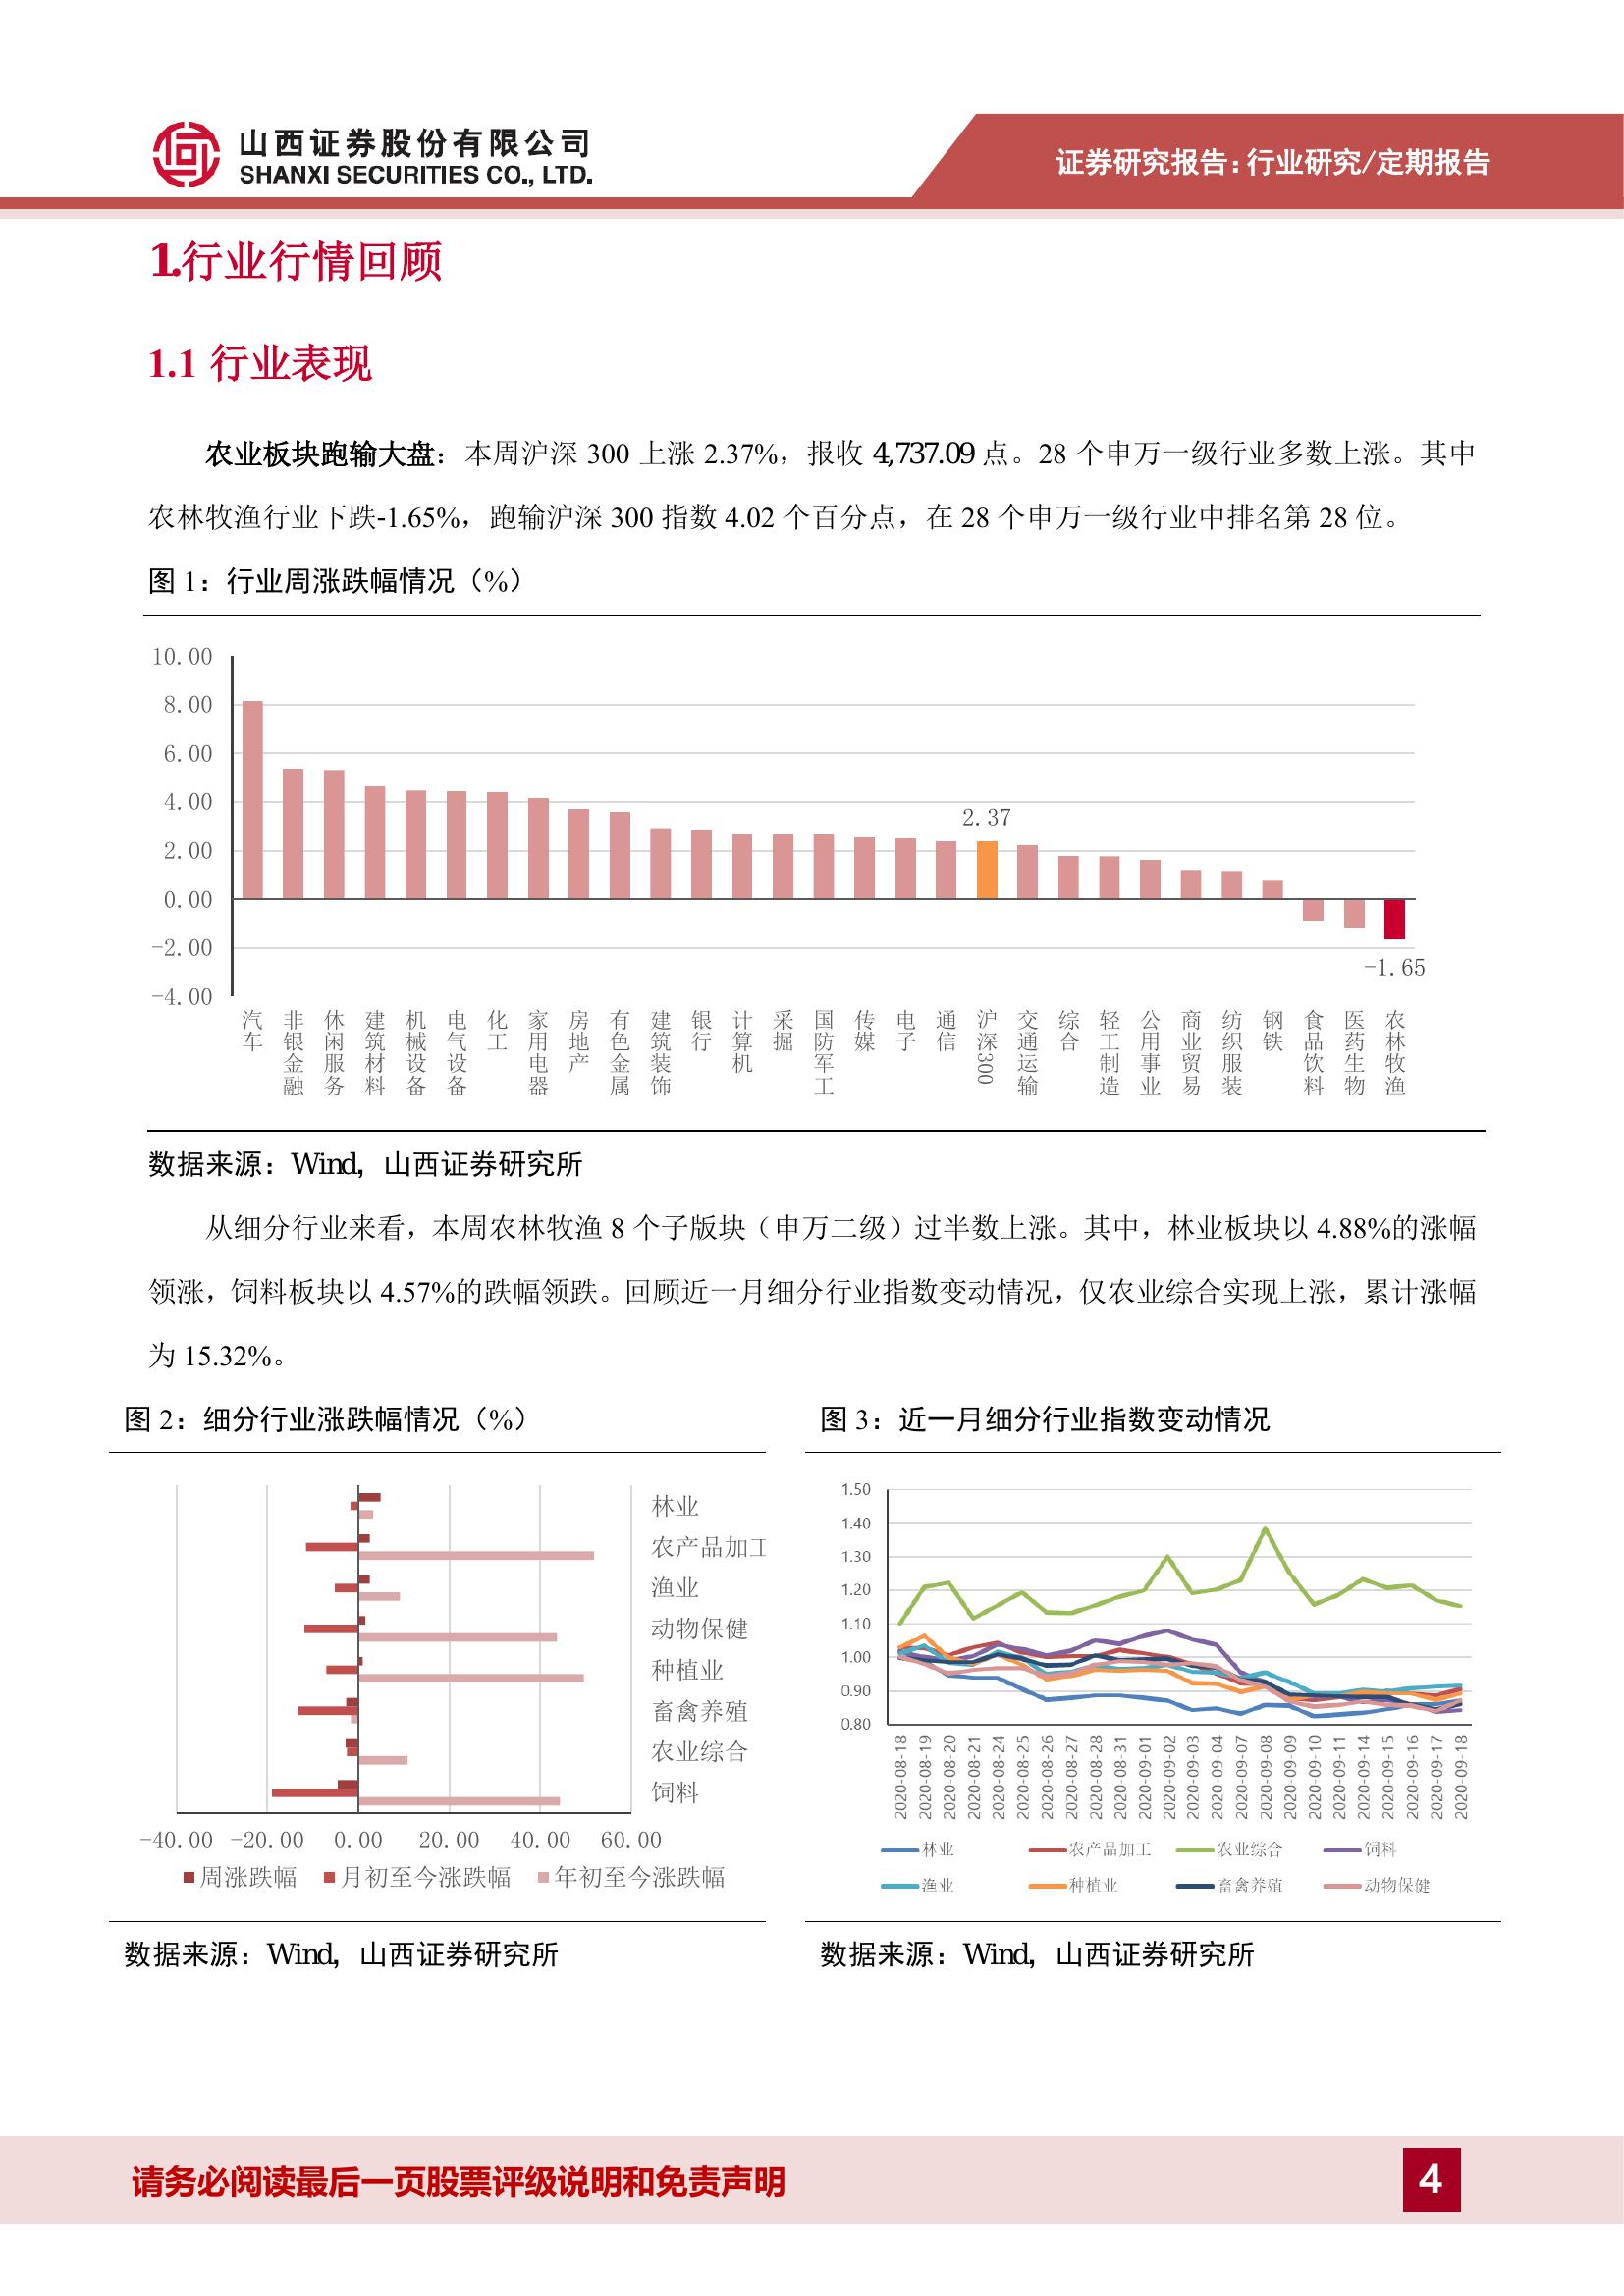 山西证券股份有限公司
SHANXI SECURITIES CO., LTD.
证券研究报告：行业研究/定期报告
1.行业行情回顾
1.1 行业表现
农业板块跑输大盘：本周沪深 300 上涨 2.37%，报收 4,737.09 点。28 个申万一级行业多数上涨。其中
农林牧渔行业下跌-1.65%，跑输沪深 300 指数 4.02 个百分点，在 28 个申万一级行业中排名第 28 位。
图 1：行业周涨跌幅情况（%）
10.00
8.00
6.00
4.00
2.00
0.00
-2.00
-4.00
2.37
-1.65
汽车
非银金融
休闲服务
建筑材料
机械设备
电气设备
化工
家用电器
房地产
有色金属
建筑装饰
银行
计算机
采掘
国防军工
传媒
电子
通信
沪深300
交通运输
综合
轻工制造
公用事业
商业贸易
纺织服装
钢铁
食品饮料
医药生物
农林牧渔
数据来源：Wind，山西证券研究所
从细分行业来看，本周农林牧渔 8 个子版块（申万二级）过半数上涨。其中，林业板块以 4.88%的涨幅
领涨，饲料板块以 4.57%的跌幅领跌。回顾近一月细分行业指数变动情况，仅农业综合实现上涨，累计涨幅
为 15.32%。
图 2：细分行业涨跌幅情况（%）
林业
农产品加工
渔业
动物保健
种植业
畜禽养殖
农业综合
饲料
-40.00 -20.00 0.00 20.00 40.00 60.00
周涨跌幅 月初至今涨跌幅 年初至今涨跌幅
数据来源：Wind，山西证券研究所
图 3：近一月细分行业指数变动情况
1.50
1.40
1.30
1.20
1.10
1.00
0.90
0.80
2020-08-18
2020-08-19
2020-08-20
2020-08-21
2020-08-24
2020-08-25
2020-08-26
2020-08-27
2020-08-28
2020-08-31
2020-09-01
2020-09-02
2020-09-03
2020-09-04
2020-09-07
2020-09-08
2020-09-09
2020-09-10
2020-09-11
2020-09-14
2020-09-15
2020-09-16
2020-09-17
2020-09-18
林业 农产品加工 农业综合 饲料
渔业 种植业 畜禽养殖 动物保健
数据来源：Wind，山西证券研究所
请务必阅读最后一页股票评级说明和免责声明
4